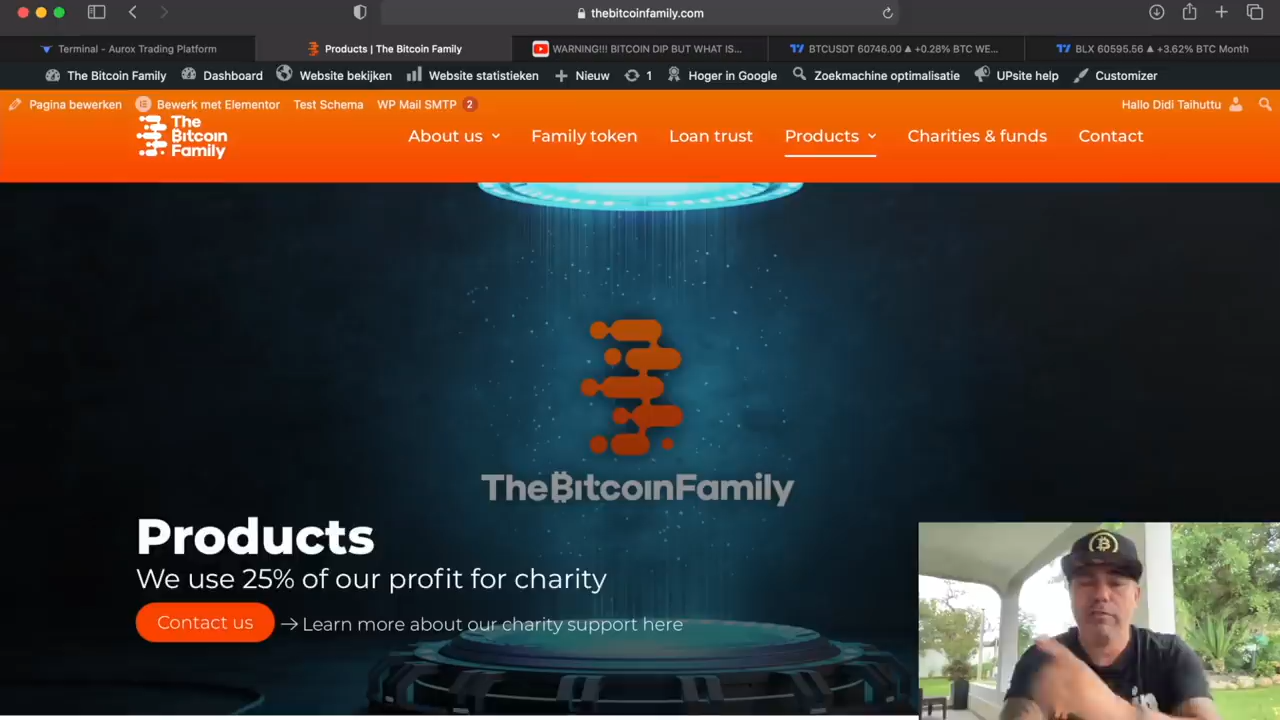 thebitcoinfamily.com
Terminal - Aurox Trading Platform
Products | The Bitcoin Family
WARNING!!! BITCOIN DIP BUT WHAT IS...
BTCUSDT 60746.00 ▲ +0.28% BTC WE...
BLX 60595.56 ▲ +3.62% BTC Month
The Bitcoin Family
Dashboard
Website bekijken
Website statistieken
Nieuw
1
Hoger in Google
Zoekmachine optimalisatie
UPsite help
Customizer
Pagina bewerken
Bewerk met Elementor
Test Schema
WP Mail SMTP 2
Hallo Didi Taihuttu
The
Bitcoin
Family
About us
Family token
Loan trust
Products
Charities & funds
Contact
TheBitcoinFamily
Products
We use 25% of our profit for charity
Contact us
Learn more about our charity support here